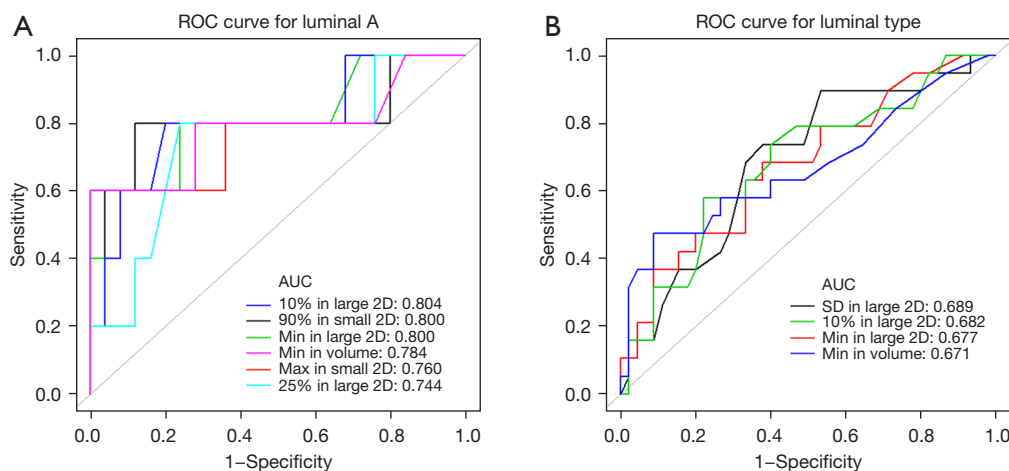 A
ROC curve for luminal A
1.0
0.8
0.6
0.4
0.2
0.0
Sensitivity
AUC
10% in large 2D: 0.804
90% in small 2D: 0.800
Min in large 2D: 0.800
Min in volume: 0.784
Max in small 2D: 0.760
25% in large 2D: 0.744
0.0 0.2 0.4 0.6 0.8 1.0
1−Specificity
B
ROC curve for luminal type
1.0
0.8
0.6
0.4
0.2
0.0
Sensitivity
AUC
SD in large 2D: 0.689
10% in large 2D: 0.682
Min in large 2D: 0.677
Min in volume: 0.671
0.0 0.2 0.4 0.6 0.8 1.0
1−Specificity